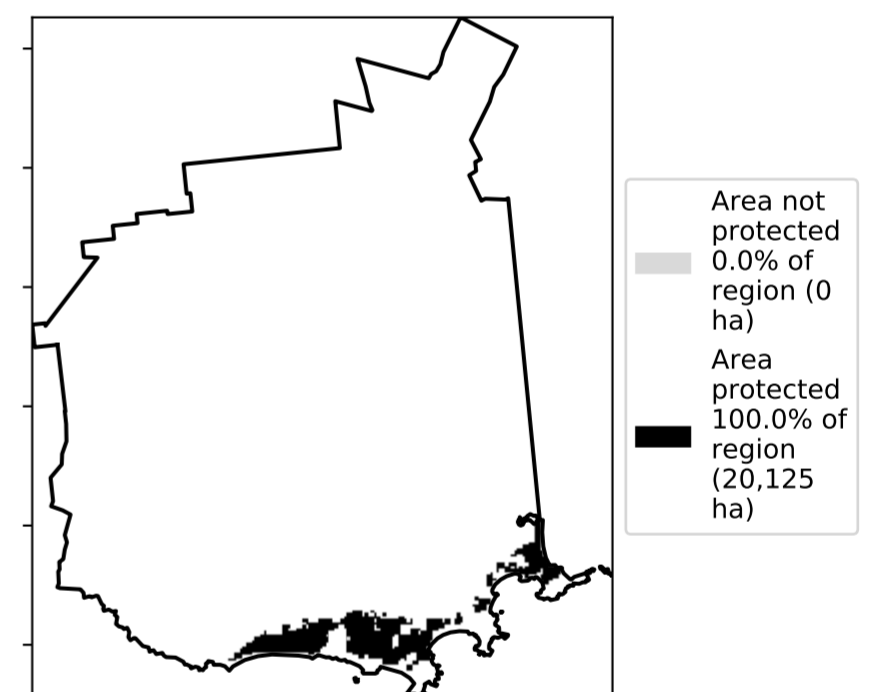 Area not
protected
0.0% of
region (0
ha)
Area
protected
100.0% of
region
(20,125
ha)